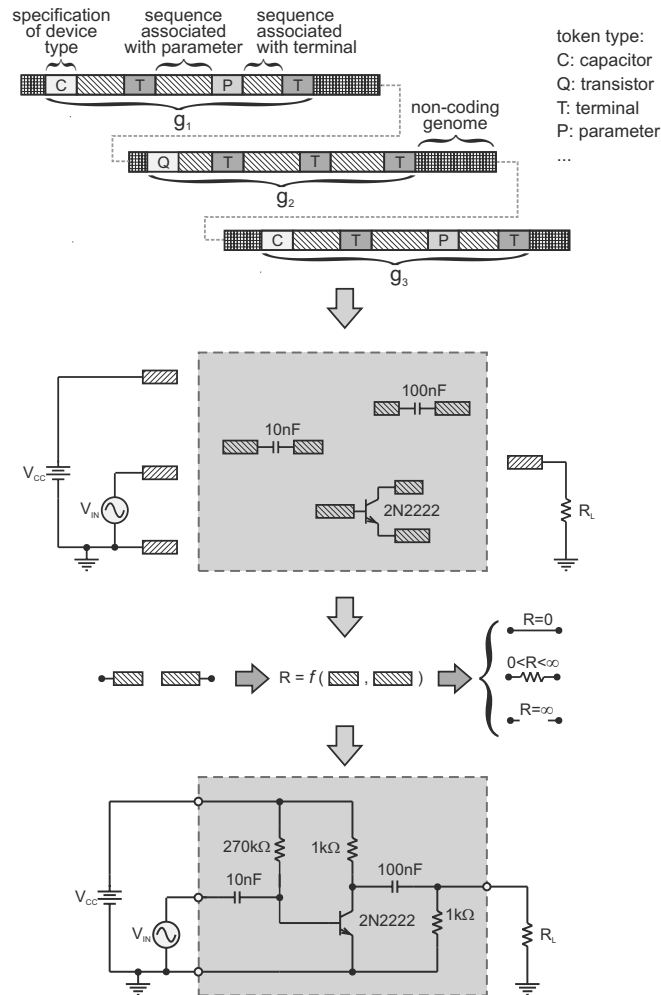 specification of device type
sequence associated with parameter
sequence associated with terminal
token type:
C: capacitor
Q: transistor
T: terminal
P: parameter
...
C T P T
g1
non-coding genome
Q T T T
g2
C T P T
g3
100nF
10nF
VCC
VIN
2N2222
RL
R=0
R = f ( , )
0<R<∞
R=∞
270kΩ
1kΩ
100nF
10nF
VCC
VIN
2N2222
1kΩ
RL